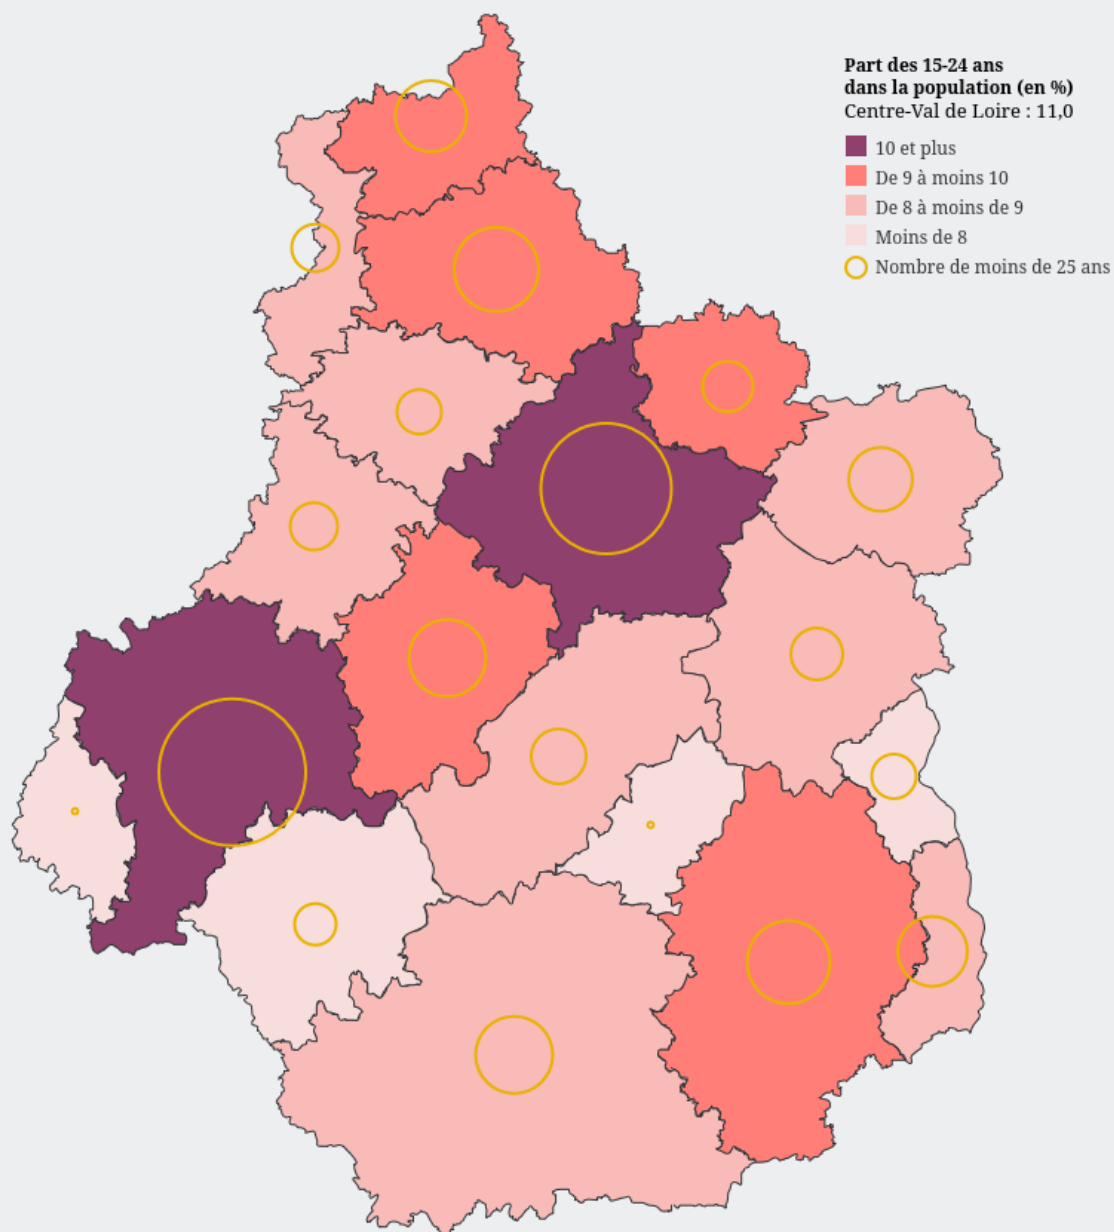 Part des 15-24 ans
dans la population (en %)
Centre-Val de Loire : 11,0
10 et plus
De 9 à moins 10
De 8 à moins de 9
Moins de 8
Nombre de moins de 25 ans